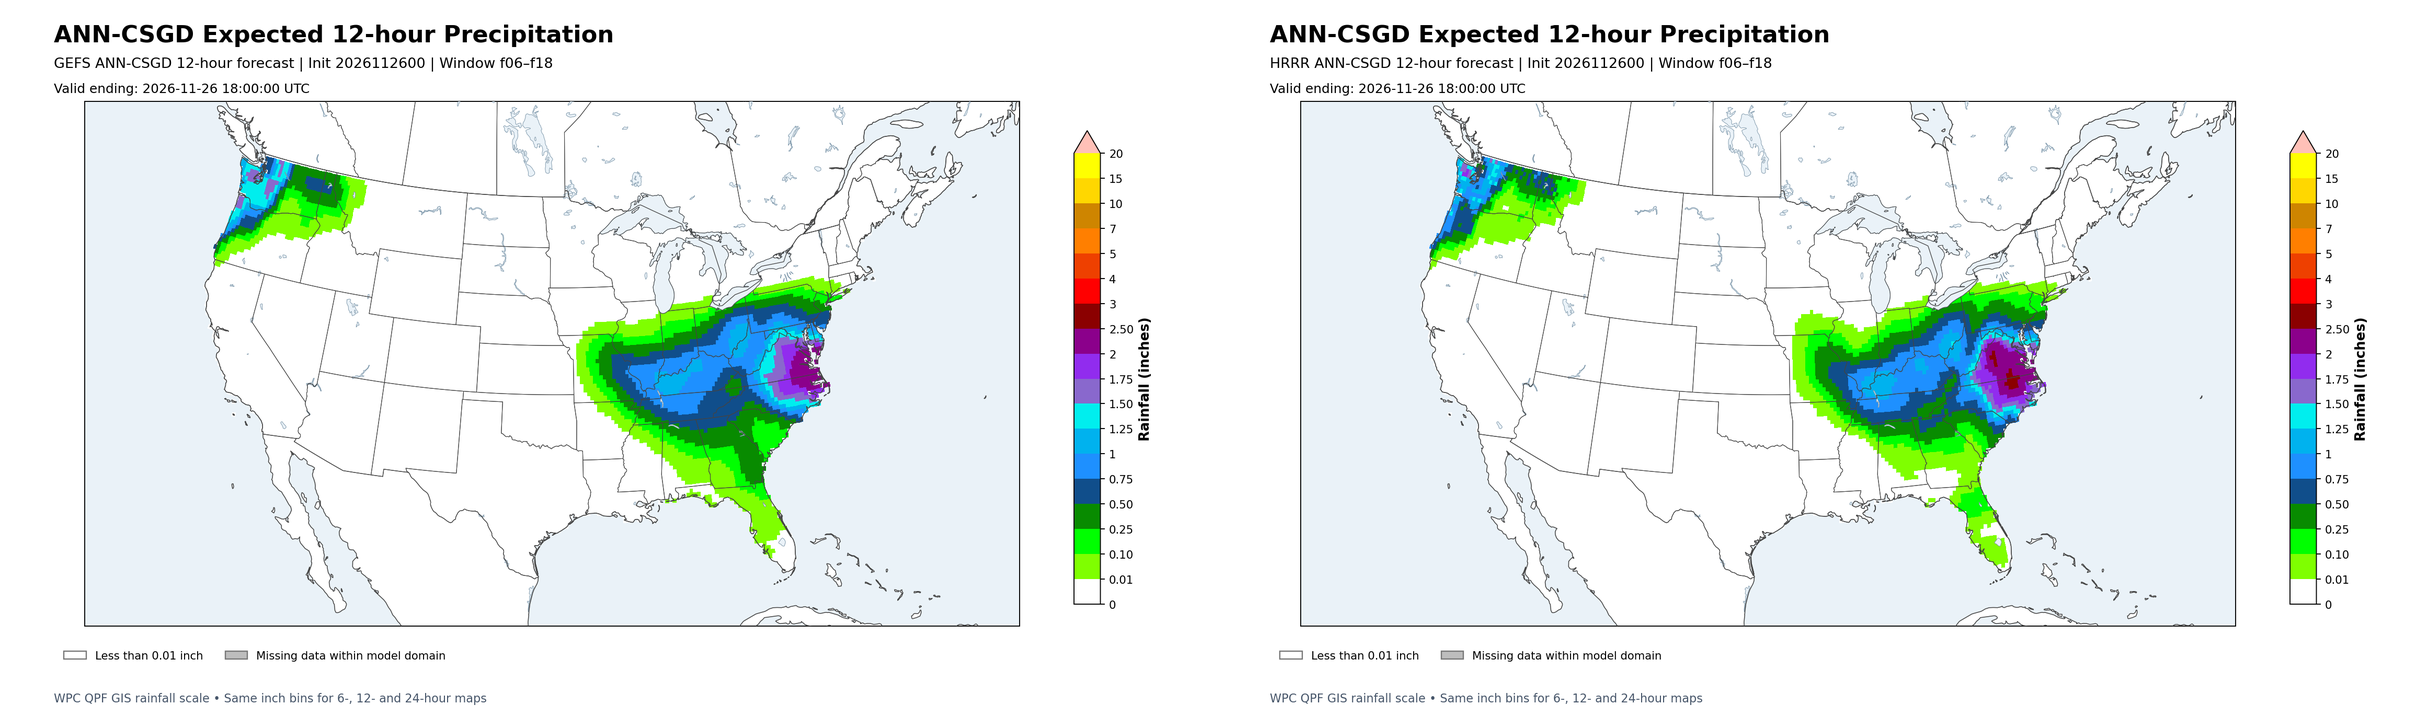 ANN-CSGD Expected 12-hour Precipitation
GEFS ANN-CSGD 12-hour forecast | Init 2026112600 | Window f06–f18
Valid ending: 2026-11-26 18:00:00 UTC
20
15
10
7
5
4
3
2.50
2
1.75
1.50
1.25
1
0.75
0.50
0.25
0.10
0.01
0
Rainfall (inches)
Less than 0.01 inch
Missing data within model domain
WPC QPF GIS rainfall scale • Same inch bins for 6-, 12- and 24-hour maps
ANN-CSGD Expected 12-hour Precipitation
HRRR ANN-CSGD 12-hour forecast | Init 2026112600 | Window f06–f18
Valid ending: 2026-11-26 18:00:00 UTC
20
15
10
7
5
4
3
2.50
2
1.75
1.50
1.25
1
0.75
0.50
0.25
0.10
0.01
0
Rainfall (inches)
Less than 0.01 inch
Missing data within model domain
WPC QPF GIS rainfall scale • Same inch bins for 6-, 12- and 24-hour maps